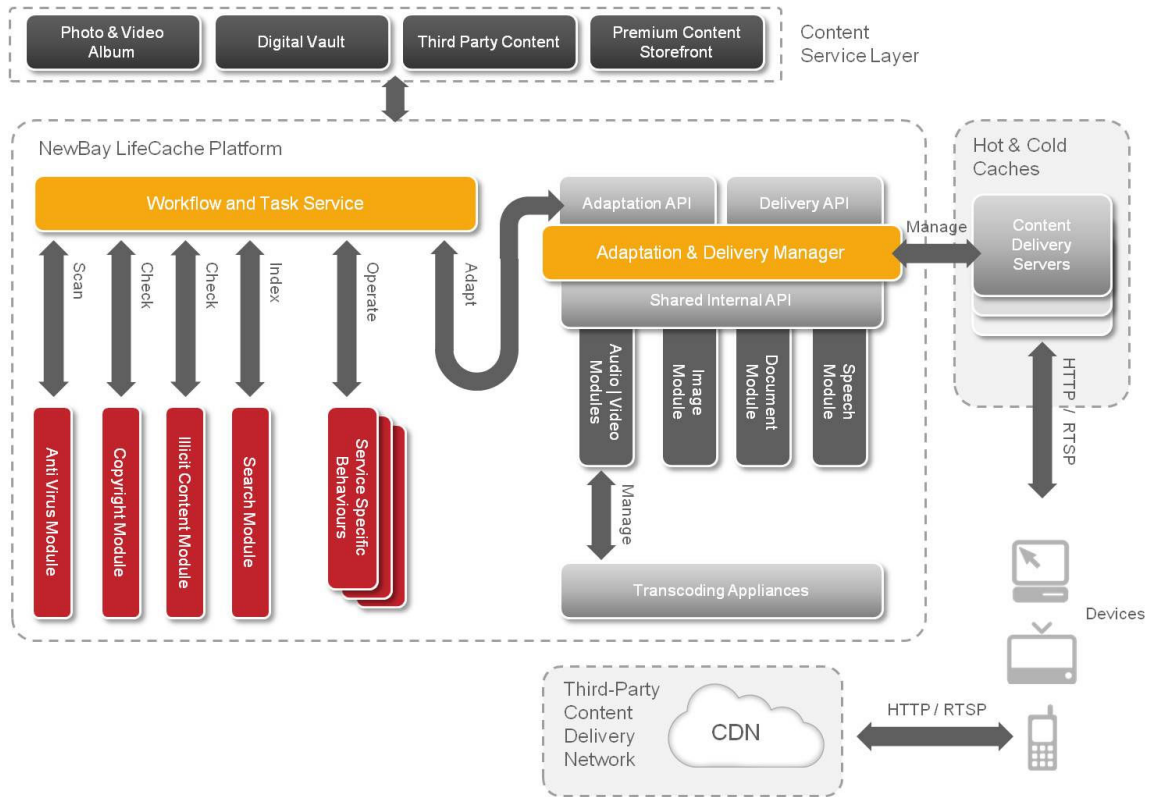 Photo & Video
Album
Digital Vault
Third Party Content
Premium Content
Storefront
Content
Service Layer
NewBay LifeCache Platform
Workflow and Task Service
Scan
Check
Check
Index
Operate
Adapt
Anti Virus Module
Copyright Module
Illicit Content Module
Search Module
Service Specific
Behaviours
Adaptation API
Delivery API
Adaptation & Delivery Manager
Shared Internal API
Audio | Video
Modules
Image
Module
Document
Module
Speech
Module
Manage
Transcoding Appliances
Manage
Hot & Cold
Caches
Content
Delivery
Servers
HTTP / RTSP
Devices
Third-Party
Content
Delivery
Network
CDN
HTTP / RTSP